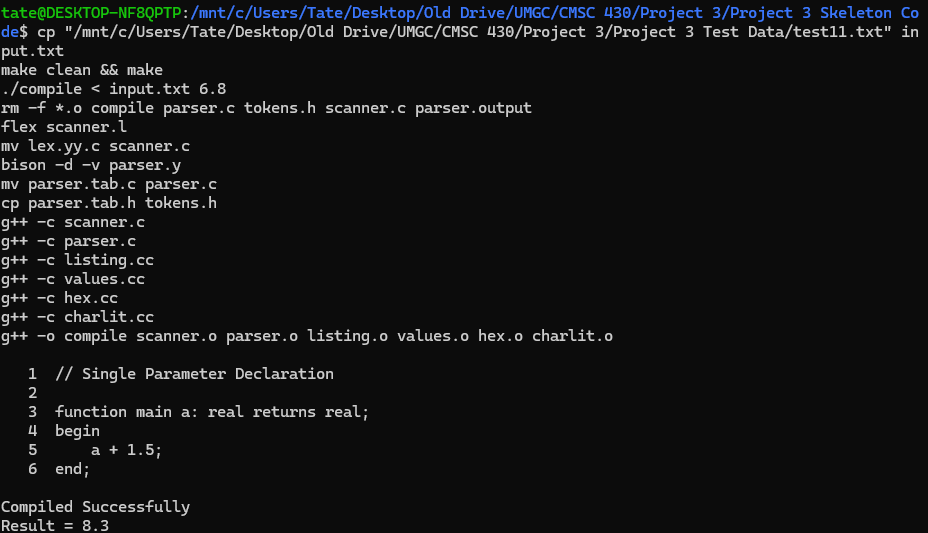 tate@DESKTOP-NF8QPTP:/mnt/c/Users/Tate/Desktop/Old Drive/UMGC/CMSC 430/Project 3/Project 3 Skeleton Co
de$ cp "/mnt/c/Users/Tate/Desktop/Old Drive/UMGC/CMSC 430/Project 3/Project 3 Test Data/test11.txt" in
put.txt
make clean && make
./compile < input.txt 6.8
rm -f *.o compile parser.c tokens.h scanner.c parser.output
flex scanner.l
mv lex.yy.c scanner.c
bison -d -v parser.y
mv parser.tab.c parser.c
cp parser.tab.h tokens.h
g++ -c scanner.c
g++ -c parser.c
g++ -c listing.cc
g++ -c values.cc
g++ -c hex.cc
g++ -c charlit.cc
g++ -o compile scanner.o parser.o listing.o values.o hex.o charlit.o

   1  // Single Parameter Declaration
   2
   3  function main a: real returns real;
   4  begin
   5      a + 1.5;
   6  end;

Compiled Successfully
Result = 8.3